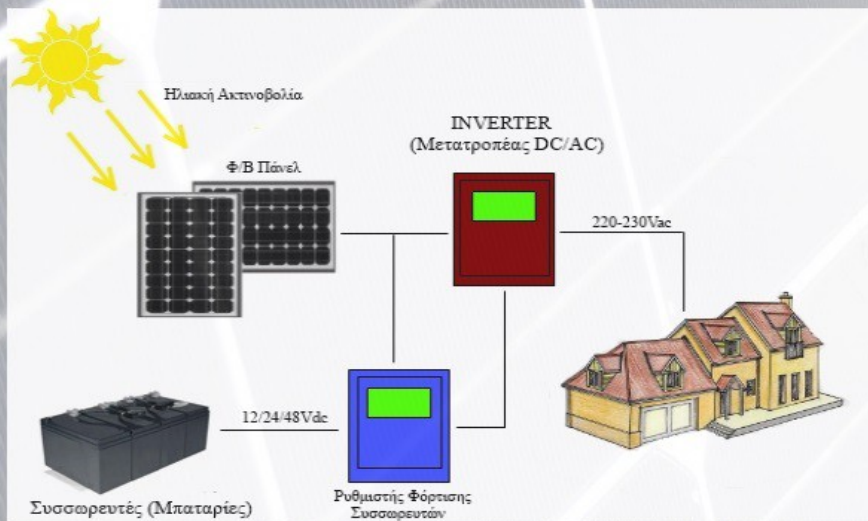 Ηλιακή Ακτινοβολία
Φ/Β Πάνελ
INVERTER
(Μετατροπέας DC/AC)
220-230Vac
12/24/48Vdc
Συσσωρευτές (Μπαταρίες)
Ρυθμιστής Φόρτισης
Συσσωρευτών